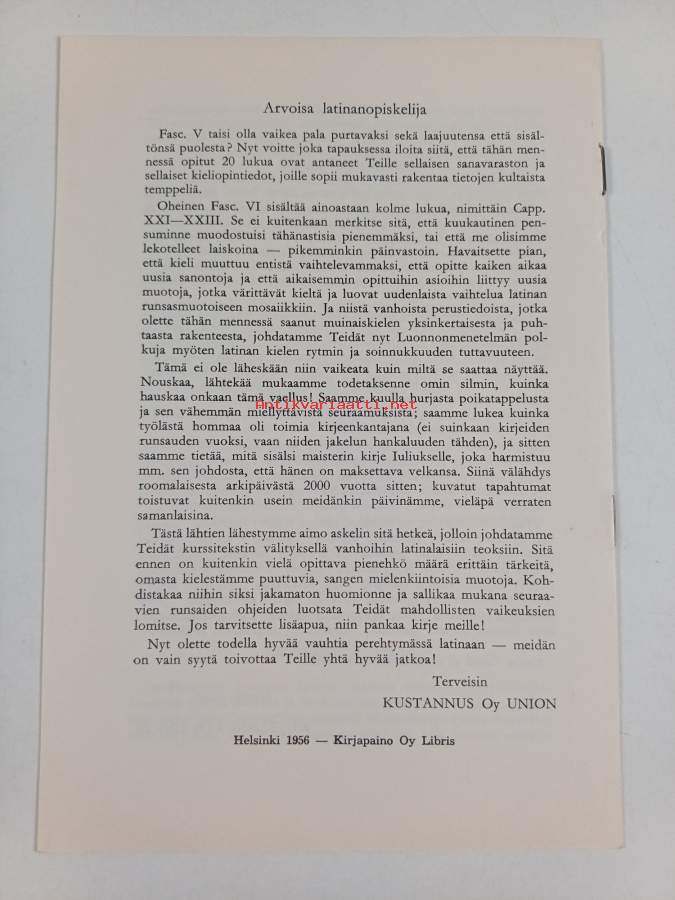 Arvoisa latinanopiskelija
Fasc. V taisi olla vaikea pala purtavaksi sekä laajuutensa että sisäl-
tönsä puolesta? Nyt voitte joka tapauksessa iloita siitä, että tähän men-
nessä opitut 20 lukua ovat antaneet Teille sellaisen sanavaraston ja
sellaiset kieliopintiedot, joille sopii mukavasti rakentaa tietojen kultaista
temppeliä.
Oheinen Fasc. VI sisältää ainoastaan kolme lukua, nimittäin Capp.
XXI—XXIII. Se ei kuitenkaan merkitse sitä, että kuukautinen pen-
suminne muodostuisi tähänastisia pienemmäksi, tai että me olisimme
lekotelleet laiskoina — pikemminkin päinvastoin. Havaitsette pian,
että kieli muuttuu entistä vaihtelevammaksi, että opitte kaiken aikaa
uusia sanontoja ja että aikaisemmin opittuihin asioihin liittyy uusia
muotoja, jotka värittävät kieltä ja luovat uudenlaista vaihtelua latinan
runsasmuotoiseen mosaiikkiin. Ja niistä vanhoista perustiedoista, jotka
olette tähän mennessä saanut muinaiskielen yksinkertaisesta ja puh-
taasta rakenteesta, johdatamme Teidät nyt Luonnonmenetelmän pol-
kuja myöten latinan kielen rytmin ja soinnukkuuden tuttavuuteen.
Tämä ei ole läheskään niin vaikeata kuin miltä se saattaa näyttää.
Nouskaa, lähtekää mukaamme todetaksenne omin silmin, kuinka
hauskaa onkaan tämä vaellus! Saamme kuulla hurjasta poikatappelusta
ja sen vähemmän miellyttävistä seuraamuksista; saamme lukea kuinka
työlästä hommaa oli toimia kirjeenkantajana (ei suinkaan kirjeiden
runsauden vuoksi, vaan niiden jakelun hankaluuden tähden), ja sitten
saamme tietää, mitä sisälsi maisterin kirje Iuliukselle, joka harmistuu
mm. sen johdosta, että hänen on maksettava velkansa. Siinä välähdys
roomalaisesta arkipäivästä 2000 vuotta sitten; kuvatut tapahtumat
toistuvat kuitenkin usein meidänkin päivinämme, vieläpä verraten
samanlaisina.
Tästä lähtien lähestymme aimo askelin sitä hetkeä, jolloin johdatamme
Teidät kurssitekstin välityksellä vanhoihin latinalaisiin teoksiin. Sitä
ennen on kuitenkin vielä opittava pienehkö määrä erittäin tärkeitä,
omasta kielestämme puuttuvia, sangen mielenkiintoisia muotoja. Koh-
distakaa niihin siksi jakamaton huomionne ja sallikaa mukana seuraa-
vien runsaiden ohjeiden luotsata Teidät mahdollisten vaikeuksien
lomitse. Jos tarvitsette lisäapua, niin pankaa kirje meille!
Nyt olette todella hyvää vauhtia perehtymässä latinaan — meidän
on vain syytä toivottaa Teille yhtä hyvää jatkoa!
Terveisin
KUSTANNUS Oy UNION
Helsinki 1956 — Kirjapaino Oy Libris
Antikvariaatti.net